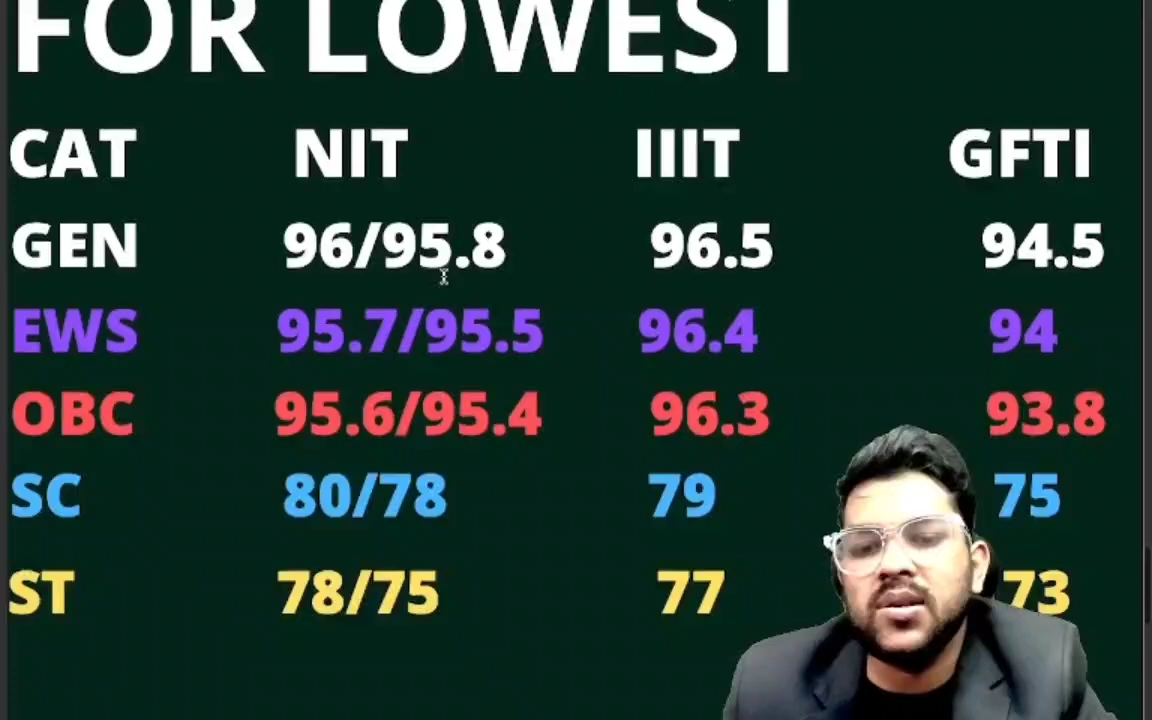 FOR LOWEST
CAT NIT IIIT GFTI
GEN 96/95.8 96.5 94.5
EWS 95.7/95.5 96.4 94
OBC 95.6/95.4 96.3 93.8
SC 80/78 79 75
ST 78/75 77 73